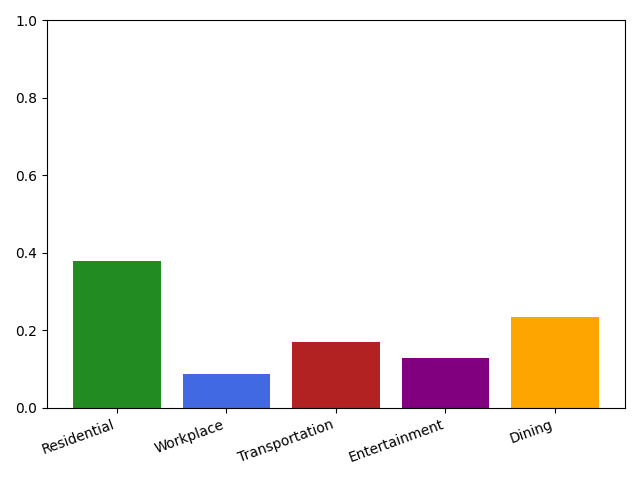 1.0
0.8
0.6
0.4
0.2
0.0
Residential
Workplace
Transportation
Entertainment
Dining